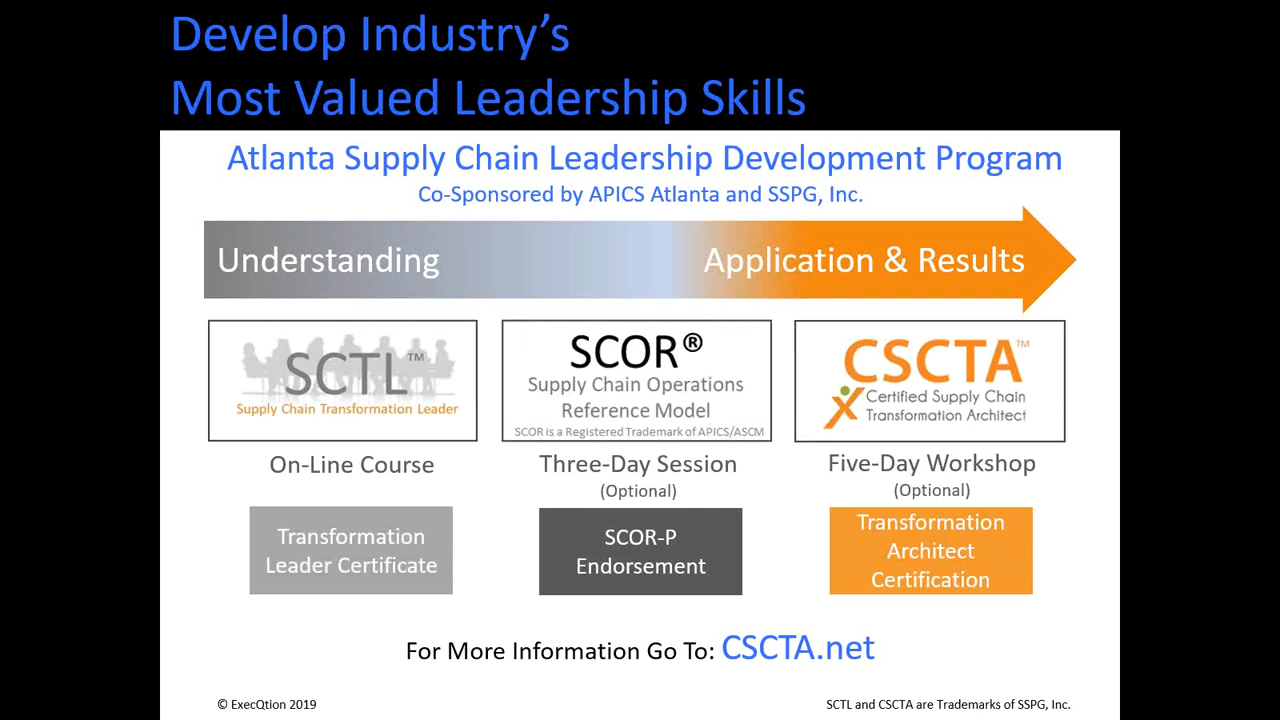 Develop Industry’s
Most Valued Leadership Skills
Atlanta Supply Chain Leadership Development Program
Co-Sponsored by APICS Atlanta and SSPG, Inc.
Understanding
Application & Results
SCTL™
Supply Chain Transformation Leader
SCOR®
Supply Chain Operations
Reference Model
SCOR is a Registered Trademark of APICS/ASCM
CSCTA™
Certified Supply Chain
Transformation Architect
On-Line Course
Three-Day Session
(Optional)
Five-Day Workshop
(Optional)
Transformation
Leader Certificate
SCOR-P
Endorsement
Transformation
Architect
Certification
For More Information Go To: CSCTA.net
© ExecQtion 2019
SCTL and CSCTA are Trademarks of SSPG, Inc.